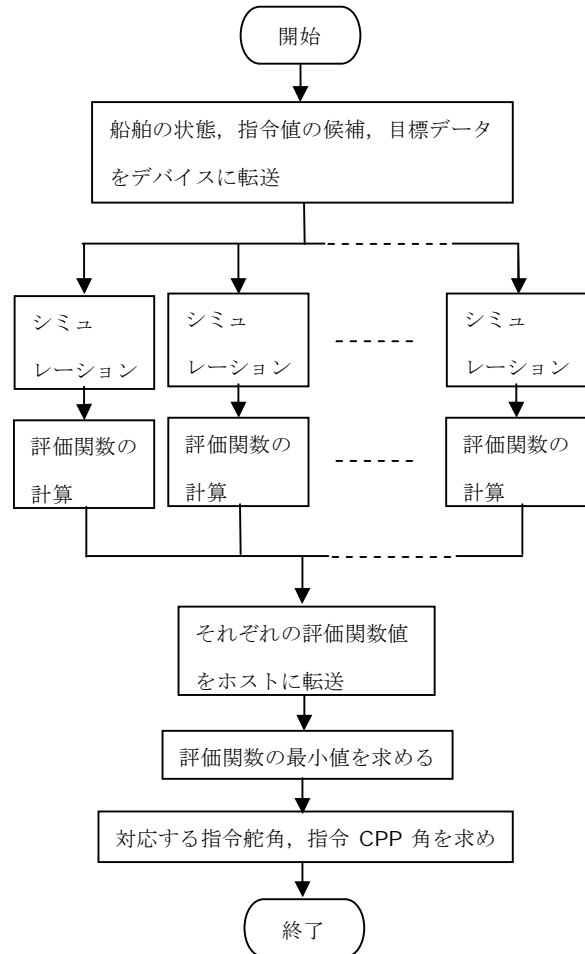 開始
船舶の状態，指令値の候補，目標データ
をデバイスに転送
シミュ
レーション
シミュ
レーション
シミュ
レーション
評価関数の
計算
評価関数の
計算
評価関数の
計算
それぞれの評価関数値
をホストに転送
評価関数の最小値を求める
対応する指令舵角，指令 CPP 角を求め
終了